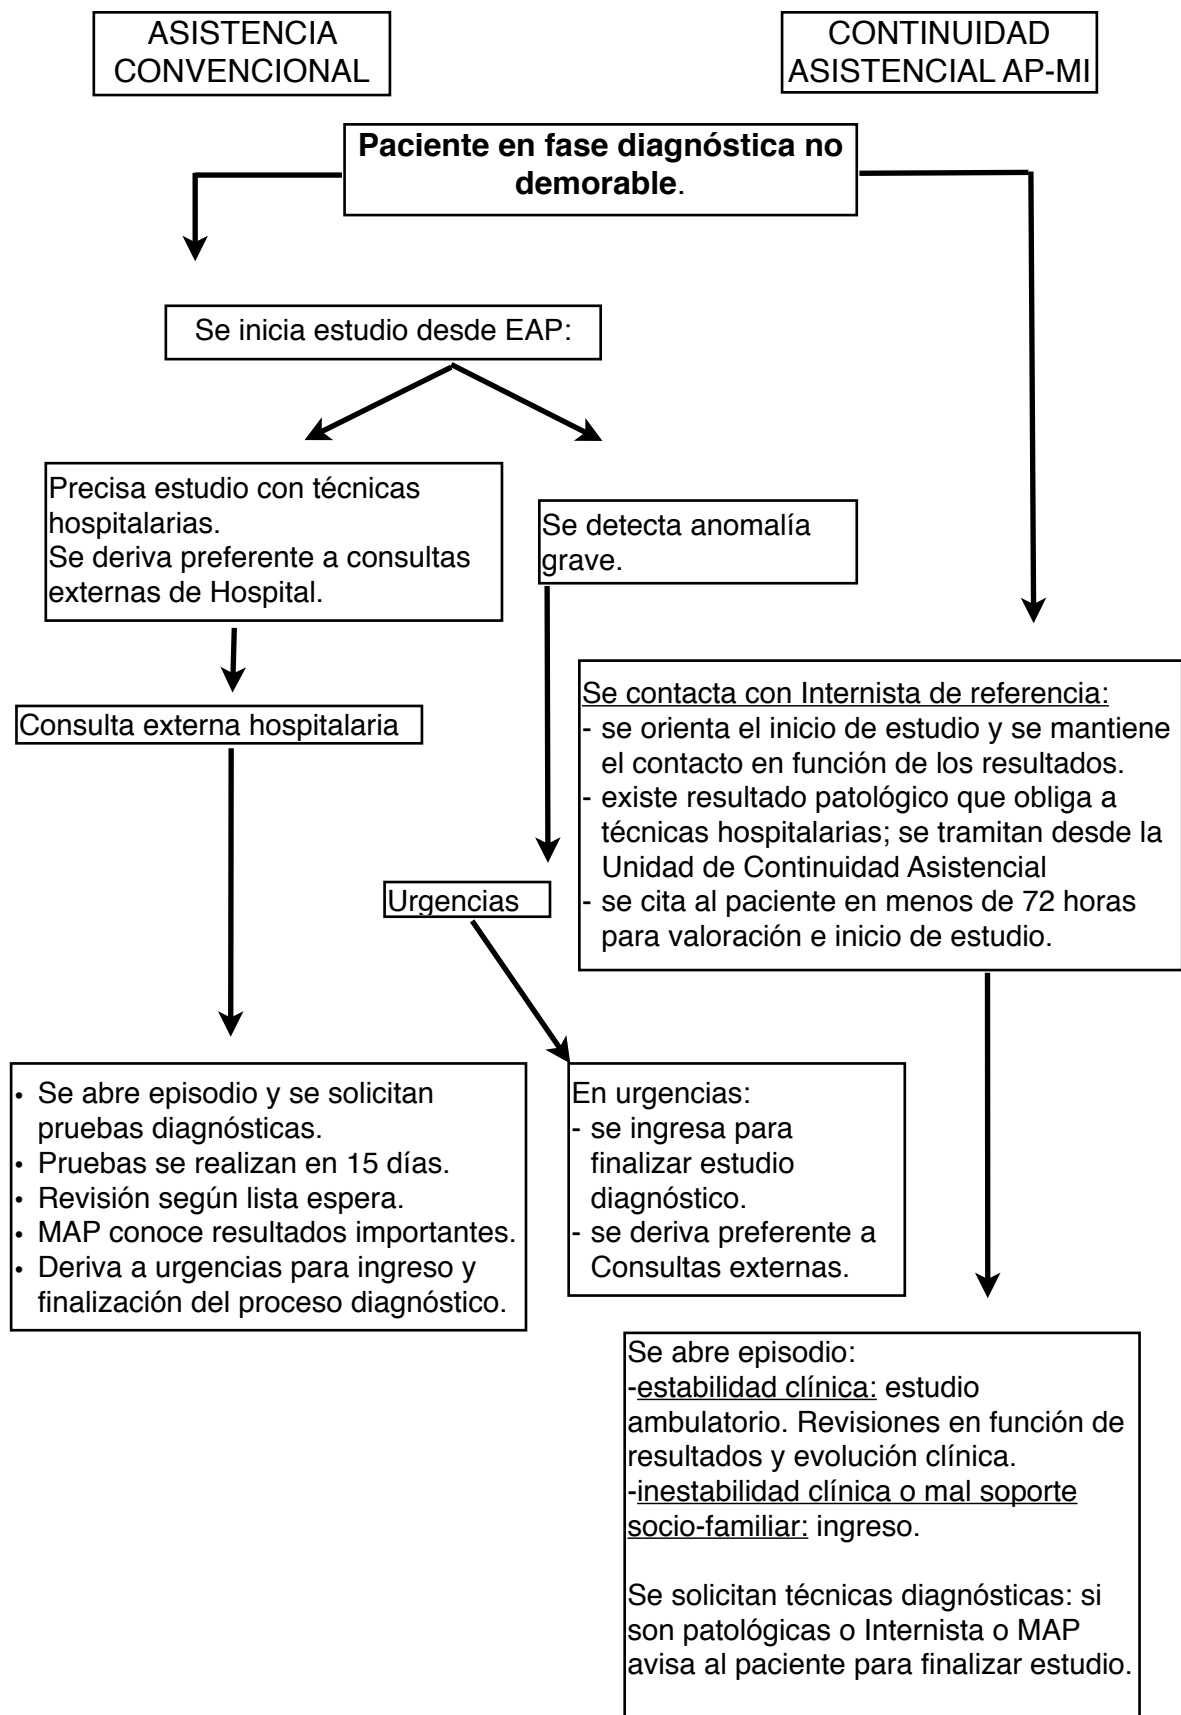 ASISTENCIA
CONVENCIONAL
CONTINUIDAD
ASISTENCIAL AP-MI
Paciente en fase diagnóstica no
demorable.
Se inicia estudio desde EAP:
Precisa estudio con técnicas
hospitalarias.
Se deriva preferente a consultas
externas de Hospital.
Se detecta anomalía
grave.
Consulta externa hospitalaria
Se contacta con Internista de referencia:
- se orienta el inicio de estudio y se mantiene
el contacto en función de los resultados.
- existe resultado patológico que obliga a
técnicas hospitalarias; se tramitan desde la
Unidad de Continuidad Asistencial
- se cita al paciente en menos de 72 horas
para valoración e inicio de estudio.
Urgencias
• Se abre episodio y se solicitan
pruebas diagnósticas.
• Pruebas se realizan en 15 días.
• Revisión según lista espera.
• MAP conoce resultados importantes.
• Deriva a urgencias para ingreso y
finalización del proceso diagnóstico.
En urgencias:
- se ingresa para
finalizar estudio
diagnóstico.
- se deriva preferente a
Consultas externas.
Se abre episodio:
-estabilidad clínica: estudio
ambulatorio. Revisiones en función de
resultados y evolución clínica.
-inestabilidad clínica o mal soporte
socio-familiar: ingreso.
Se solicitan técnicas diagnósticas: si
son patológicas o Internista o MAP
avisa al paciente para finalizar estudio.